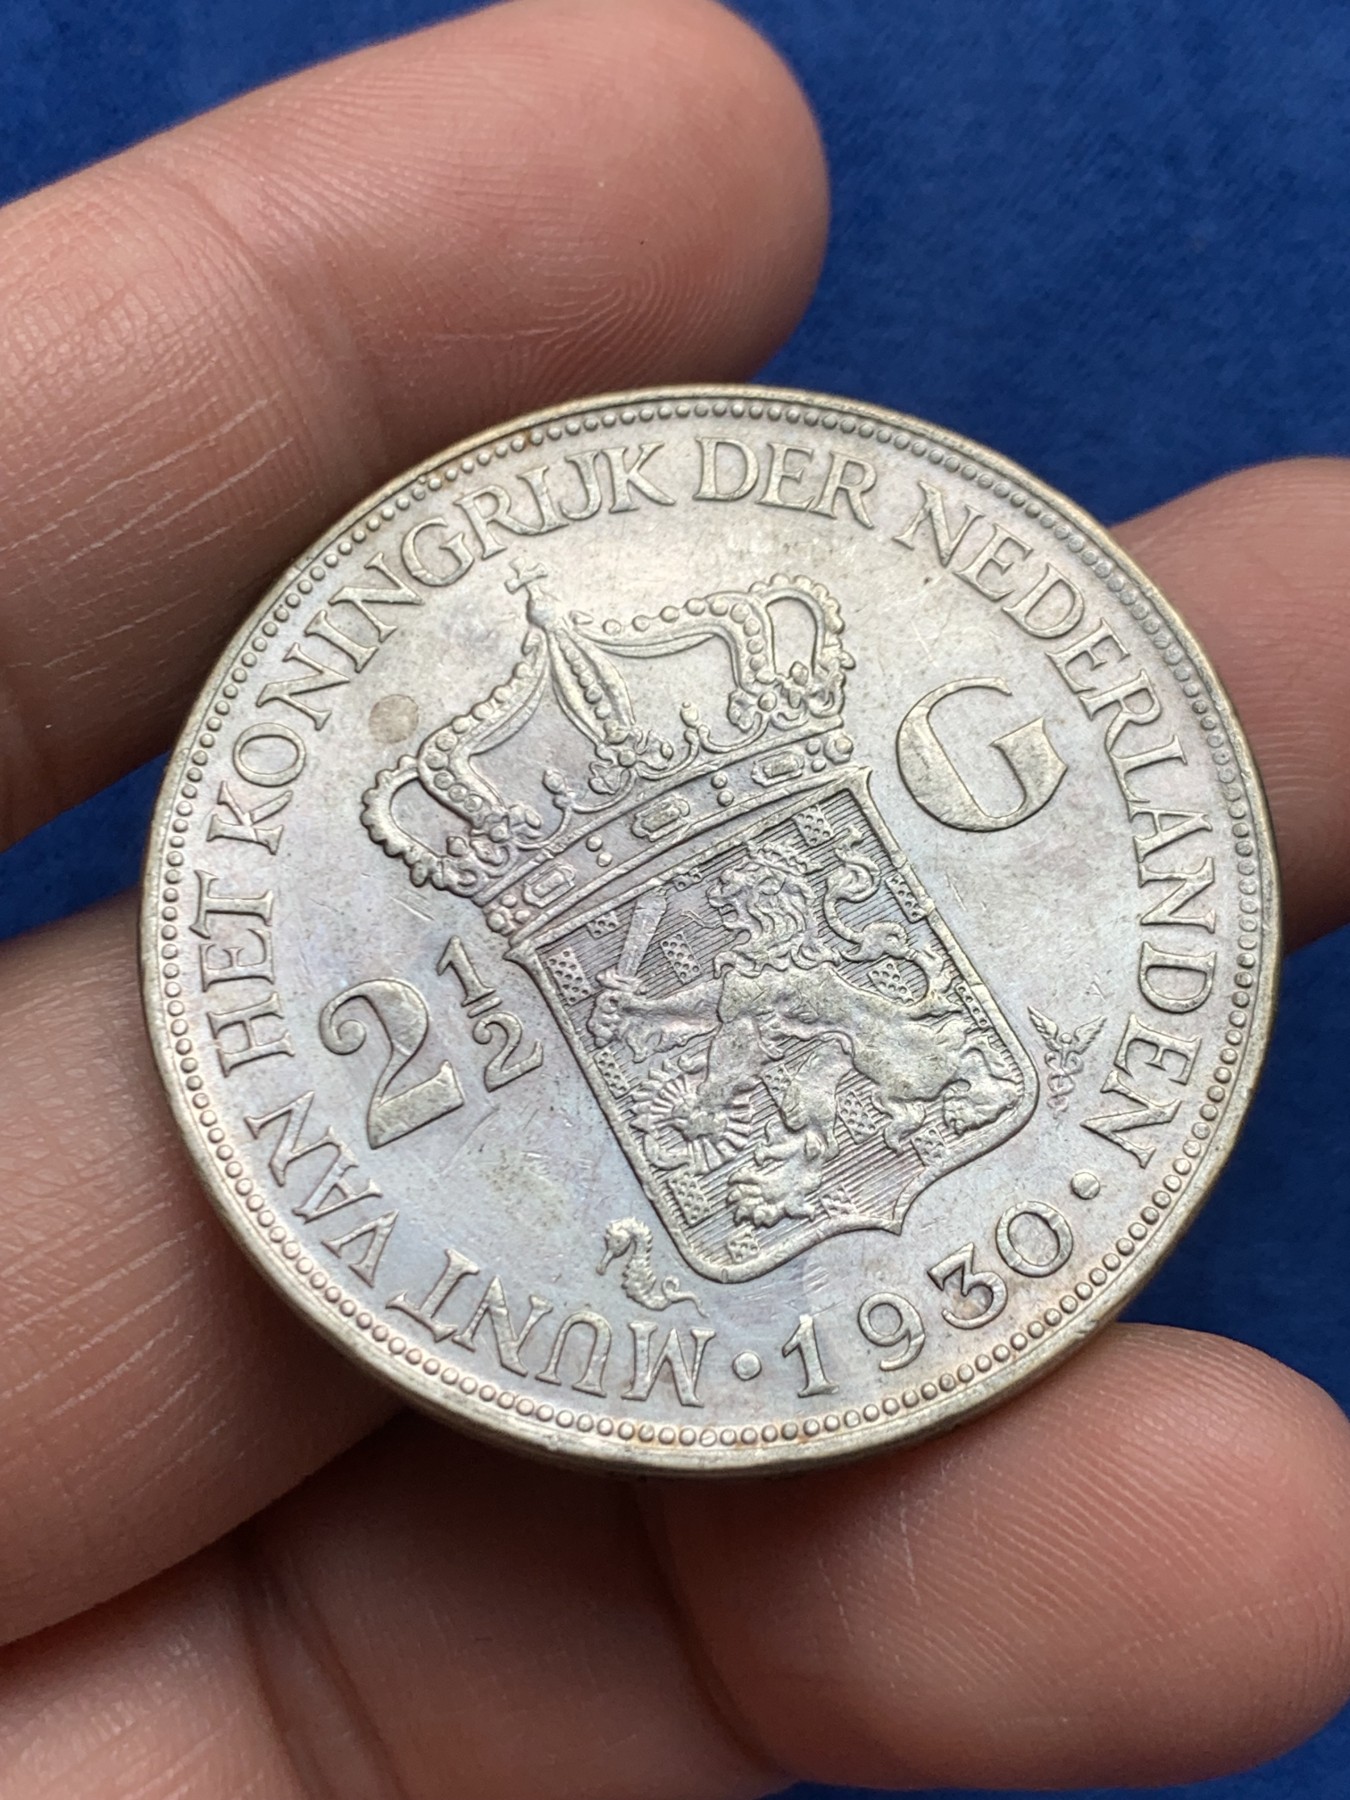 MUNT VAN HET KONINGRIJK DER NEDERLANDEN · 1930 ·
2 1/2 G